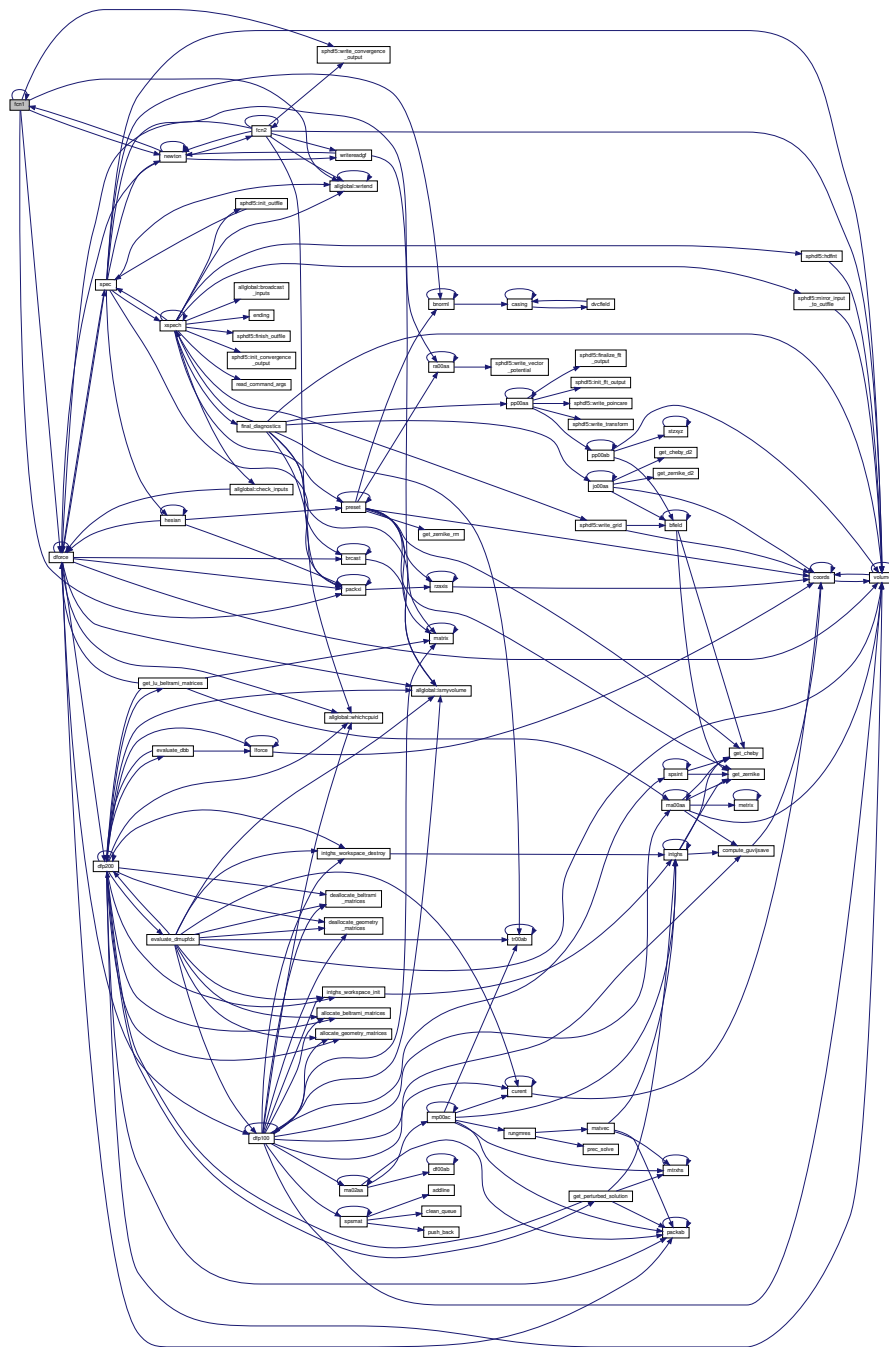 sphdf5::write_convergence
_output
fcn1
fcn2
newton
writereadgf
allglobal::wrtend
sphdf5::init_outfile
sphdf5::hdfint
spec
allglobal::broadcast
_inputs
sphdf5::mirror_input
_to_outfile
bnorml
casing
dvcfield
ending
xspech
sphdf5::finish_outfile
sphdf5::init_convergence
_output
sphdf5::finalize_flt
_output
ra00aa
sphdf5::write_vector
_potential
read_command_args
sphdf5::init_flt_output
pp00aa
sphdf5::write_poincare
sphdf5::write_transform
final_diagnostics
stzxyz
pp00ab
get_cheby_d2
get_zernike_d2
jo00aa
allglobal::check_inputs
preset
hesian
sphdf5::write_grid
bfield
get_zernike_rm
dforce
brcast
coords
volume
packxi
rzaxis
matrix
get_lu_beltrami_matrices
allglobal::ismyvolume
allglobal::whichcpuid
evaluate_dbb
lforce
get_cheby
spsint
get_zernike
ma00aa
metrix
intghs_workspace_destroy
intghs
compute_guvijsave
dfp200
deallocate_beltrami
_matrices
deallocate_geometry
_matrices
evaluate_dmupfdx
tr00ab
intghs_workspace_init
allocate_beltrami_matrices
allocate_geometry_matrices
curent
mp00ac
rungmres
matvec
dfp100
prec_solve
df00ab
mtrxhs
ma02aa
addline
get_perturbed_solution
clean_queue
spsmat
push_back
packab